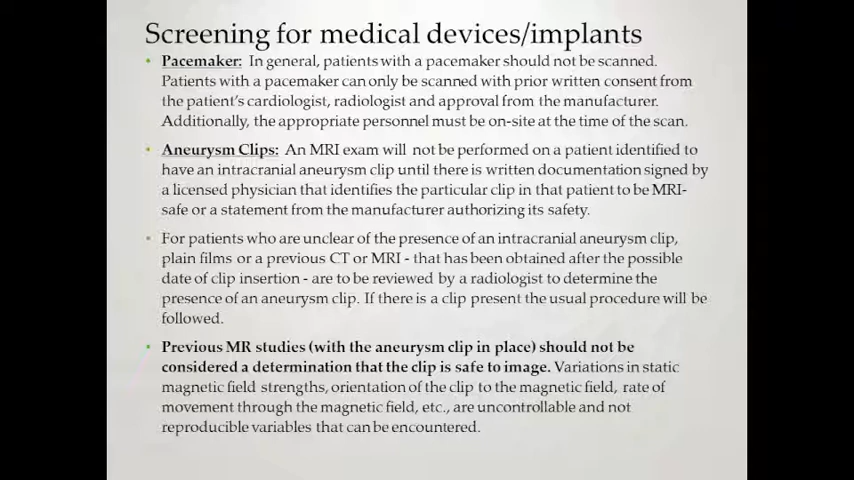 Screening for medical devices/implants
• Pacemaker: In general, patients with a pacemaker should not be scanned.
Patients with a pacemaker can only be scanned with prior written consent from
the patient's cardiologist, radiologist and approval from the manufacturer.
Additionally, the appropriate personnel must be on-site at the time of the scan.
• Aneurysm Clips: An MRI exam will not be performed on a patient identified to
have an intracranial aneurysm clip until there is written documentation signed by
a licensed physician that identifies the particular clip in that patient to be MRI-
safe or a statement from the manufacturer authorizing its safety.
• For patients who are unclear of the presence of an intracranial aneurysm clip,
plain films or a previous CT or MRI - that has been obtained after the possible
date of clip insertion - are to be reviewed by a radiologist to determine the
presence of an aneurysm clip. If there is a clip present the usual procedure will be
followed.
• Previous MR studies (with the aneurysm clip in place) should not be
considered a determination that the clip is safe to image. Variations in static
magnetic field strengths, orientation of the clip to the magnetic field, rate of
movement through the magnetic field, etc., are uncontrollable and not
reproducible variables that can be encountered.